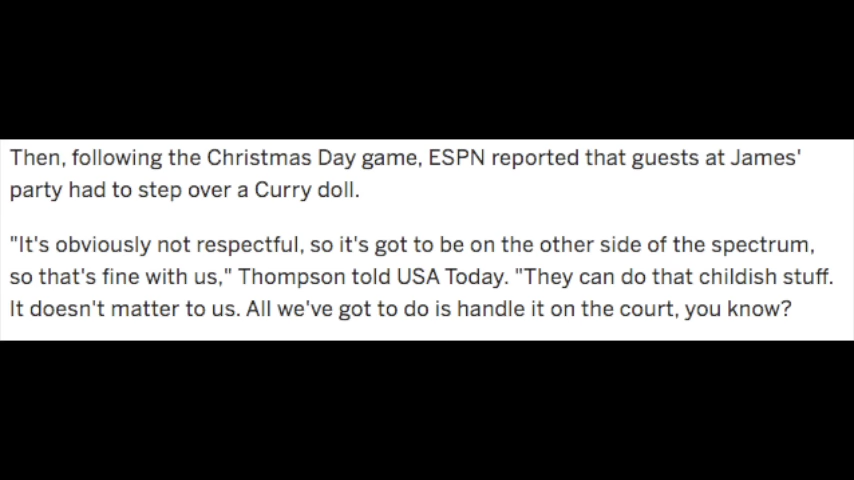 Then, following the Christmas Day game, ESPN reported that guests at James'
party had to step over a Curry doll.
"It's obviously not respectful, so it's got to be on the other side of the spectrum,
so that's fine with us," Thompson told USA Today. "They can do that childish stuff.
It doesn't matter to us. All we've got to do is handle it on the court, you know?